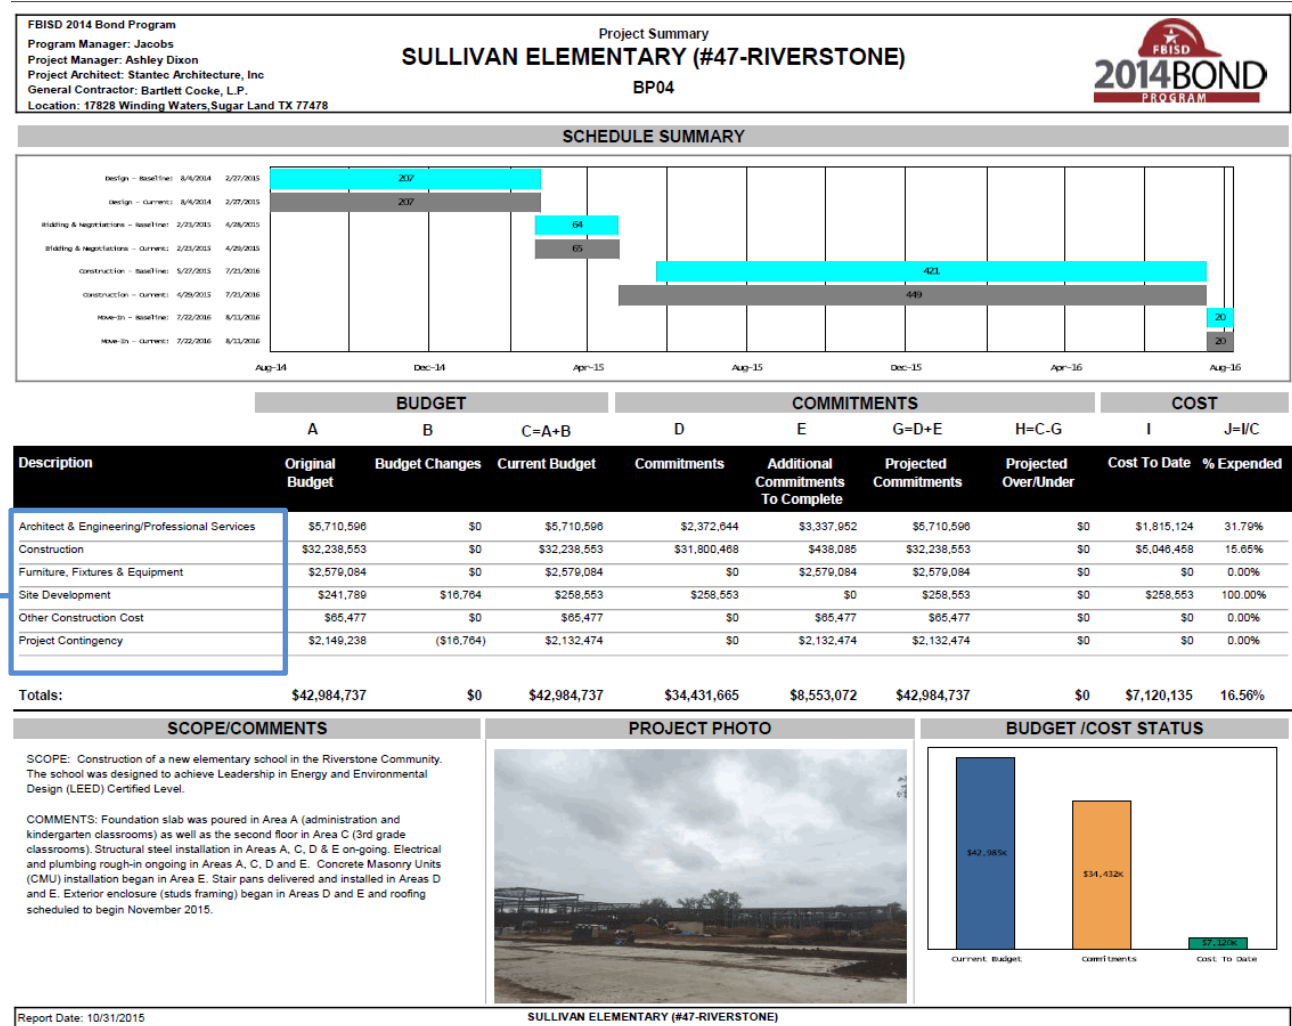 FBISD 2014 Bond Program
Program Manager: Jacobs
Project Manager: Ashley Dixon
Project Architect: Stantec Architecture, Inc
General Contractor: Bartlett Cocke, L.P.
Location: 17828 Winding Waters,Sugar Land TX 77478
Project Summary
SULLIVAN ELEMENTARY (#47-RIVERSTONE)
BP04
FBISD
2014BOND
PROGRAM
SCHEDULE SUMMARY
Design - Baseline: 8/4/2014 2/27/2015 207
Design - Current: 8/4/2014 2/27/2015 207
Bidding & Negotiations - Baseline: 2/23/2015 4/28/2015 64
Bidding & Negotiations - Current: 2/23/2015 4/29/2015 65
Construction - Baseline: 5/27/2015 7/21/2016 421
Construction - Current: 4/29/2015 7/21/2016 449
Move-In - Baseline: 7/22/2016 8/11/2016 20
Move-In - Current: 7/22/2016 8/11/2016 20
Aug-14 Dec-14 Apr-15 Aug-15 Dec-15 Apr-16 Aug-16
BUDGET COMMITMENTS COST
A B C=A+B D E G=D+E H=C-G I J=I/C
Description Original Budget Budget Changes Current Budget Commitments Additional Commitments To Complete Projected Commitments Projected Over/Under Cost To Date % Expended
Architect & Engineering/Professional Services $5,710,596 $0 $5,710,596 $2,372,644 $3,337,952 $5,710,596 $0 $1,815,124 31.79%
Construction $32,238,553 $0 $32,238,553 $31,800,468 $438,085 $32,238,553 $0 $5,046,458 15.65%
Furniture, Fixtures & Equipment $2,579,084 $0 $2,579,084 $0 $2,579,084 $2,579,084 $0 $0 0.00%
Site Development $241,789 $16,764 $258,553 $258,553 $0 $258,553 $0 $258,553 100.00%
Other Construction Cost $65,477 $0 $65,477 $0 $65,477 $65,477 $0 $0 0.00%
Project Contingency $2,149,238 ($16,764) $2,132,474 $0 $2,132,474 $2,132,474 $0 $0 0.00%
Totals: $42,984,737 $0 $42,984,737 $34,431,665 $8,553,072 $42,984,737 $0 $7,120,135 16.56%
SCOPE/COMMENTS
SCOPE: Construction of a new elementary school in the Riverstone Community.
The school was designed to achieve Leadership in Energy and Environmental
Design (LEED) Certified Level.
COMMENTS: Foundation slab was poured in Area A (administration and
kindergarten classrooms) as well as the second floor in Area C (3rd grade
classrooms). Structural steel installation in Areas A, C, D & E on-going. Electrical
and plumbing rough-in ongoing in Areas A, C, D and E. Concrete Masonry Units
(CMU) installation began in Area E. Stair pans delivered and installed in Areas D
and E. Exterior enclosure (studs framing) began in Areas D and E and roofing
scheduled to begin November 2015.
PROJECT PHOTO
BUDGET /COST STATUS
$42,985K
$34,432K
$7,120K
Current Budget Commitments Cost To Date
Report Date: 10/31/2015
SULLIVAN ELEMENTARY (#47-RIVERSTONE)